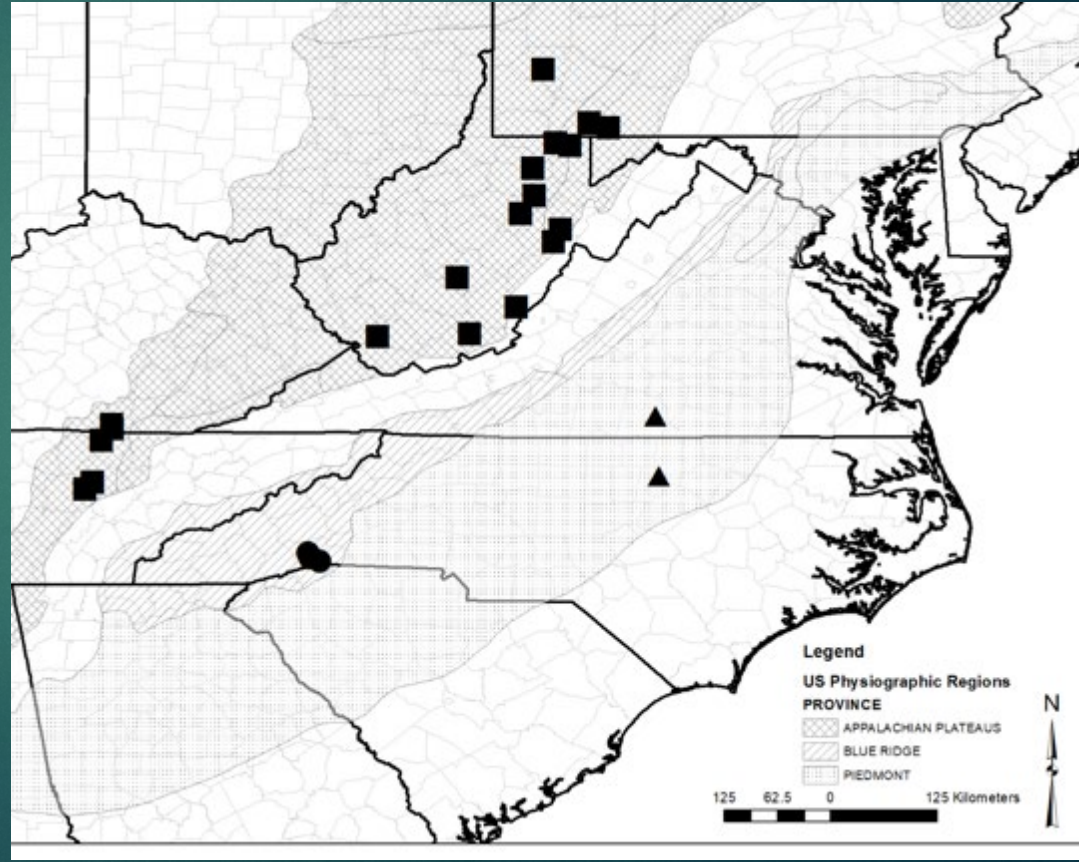 Legend
US Physiographic Regions
PROVINCE
APPALACHIAN PLATEAUS
BLUE RIDGE
PIEDMONT
N
125 62.5 0 125 Kilometers